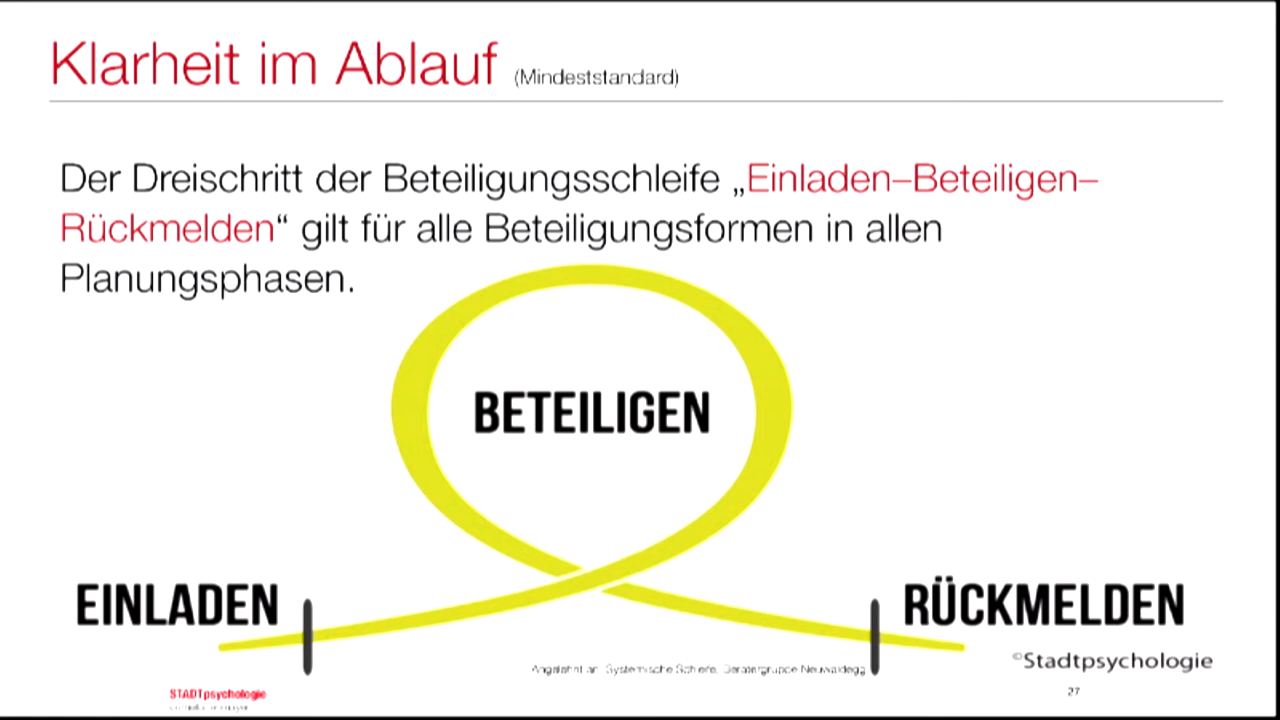 Klarheit im Ablauf (Mindeststandard)
Der Dreischritt der Beteiligungsschleife „Einladen–Beteiligen–
Rückmelden“ gilt für alle Beteiligungsformen in allen
Planungsphasen.
BETEILIGEN
EINLADEN
RÜCKMELDEN
©Stadtpsychologie
Angelehnt an: Systemische Schleife, Beratergruppe Neuwaldegg
STADTpsychologie
27